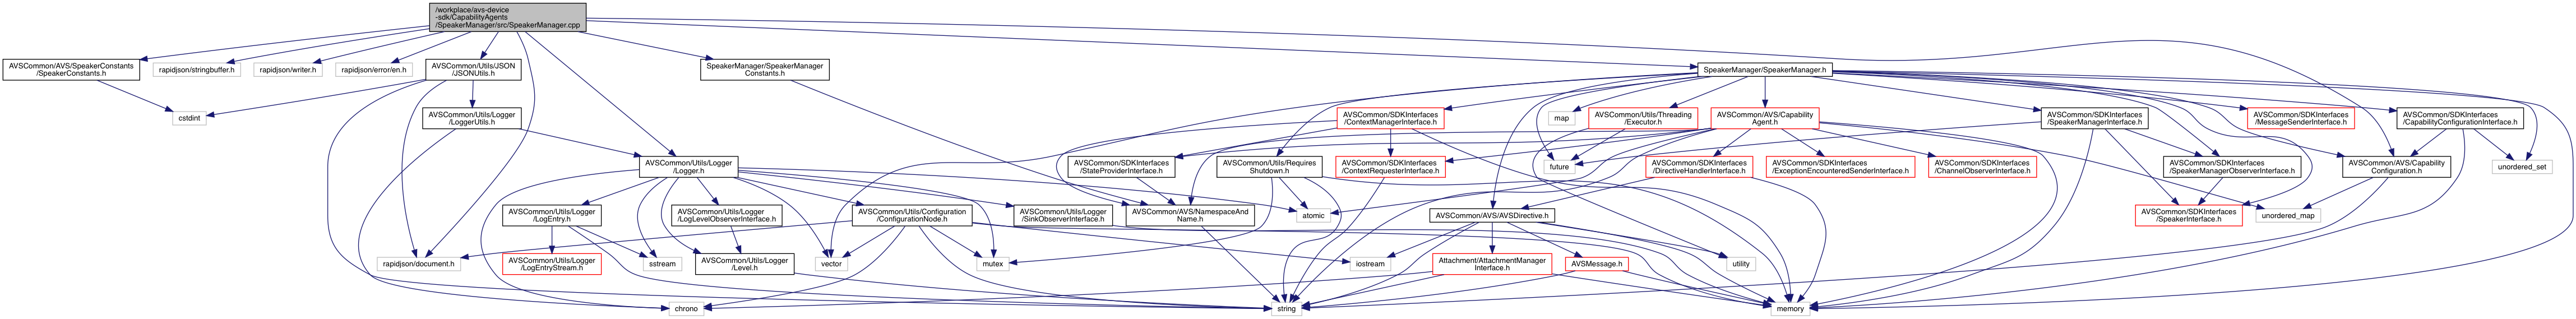 /workplace/avs-device
-sdk/CapabilityAgents
/SpeakerManager/src/SpeakerManager.cpp
AVSCommon/AVS/SpeakerConstants
/SpeakerConstants.h
rapidjson/stringbuffer.h
rapidjson/writer.h
rapidjson/error/en.h
AVSCommon/Utils/JSON
/JSONUtils.h
SpeakerManager/SpeakerManager
Constants.h
SpeakerManager/SpeakerManager.h
cstdint
AVSCommon/Utils/Logger
/LoggerUtils.h
AVSCommon/SDKInterfaces
/ContextManagerInterface.h
map
AVSCommon/Utils/Threading
/Executor.h
AVSCommon/AVS/Capability
Agent.h
AVSCommon/SDKInterfaces
/SpeakerManagerInterface.h
AVSCommon/SDKInterfaces
/MessageSenderInterface.h
AVSCommon/SDKInterfaces
/CapabilityConfigurationInterface.h
AVSCommon/Utils/Logger
/Logger.h
AVSCommon/SDKInterfaces
/StateProviderInterface.h
AVSCommon/Utils/Requires
Shutdown.h
AVSCommon/SDKInterfaces
/ContextRequesterInterface.h
future
AVSCommon/SDKInterfaces
/DirectiveHandlerInterface.h
AVSCommon/SDKInterfaces
/ExceptionEncounteredSenderInterface.h
AVSCommon/SDKInterfaces
/ChannelObserverInterface.h
AVSCommon/SDKInterfaces
/SpeakerManagerObserverInterface.h
AVSCommon/AVS/Capability
Configuration.h
unordered_set
AVSCommon/Utils/Logger
/LogEntry.h
AVSCommon/Utils/Logger
/LogLevelObserverInterface.h
AVSCommon/Utils/Configuration
/ConfigurationNode.h
AVSCommon/Utils/Logger
/SinkObserverInterface.h
AVSCommon/AVS/NamespaceAnd
Name.h
atomic
AVSCommon/AVS/AVSDirective.h
AVSCommon/SDKInterfaces
/SpeakerInterface.h
unordered_map
rapidjson/document.h
AVSCommon/Utils/Logger
/LogEntryStream.h
sstream
AVSCommon/Utils/Logger
/Level.h
vector
mutex
iostream
Attachment/AttachmentManager
Interface.h
AVSMessage.h
utility
chrono
string
memory